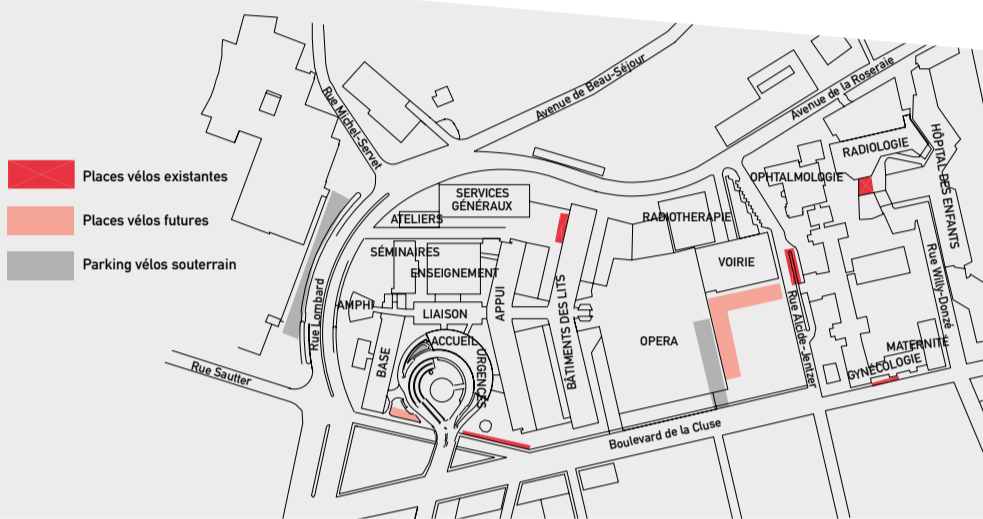 Places vélos existantes
Places vélos futures
Parking vélos souterrain
Rue Michel-Servet
Avenue de Beau-Séjour
Avenue de la Roseraie
RADIOLOGIE
HÔPITAL DES ENFANTS
OPHTALMOLOGIE
SERVICES
GÉNÉRAUX
ATELIERS
RADIOTHERAPIE
SÉMINAIRES
ENSEIGNEMENT
VOIRIE
AMPHI
LIAISON
APPUI
BÂTIMENTS DES LITS
Rue Lombard
Rue Alcide-Jentzer
Rue Willy-Donzé
ACCUEIL
URGENCES
BASE
OPERA
MATERNITÉ
GYNÉCOLOGIE
Rue Sautter
Boulevard de la Cluse